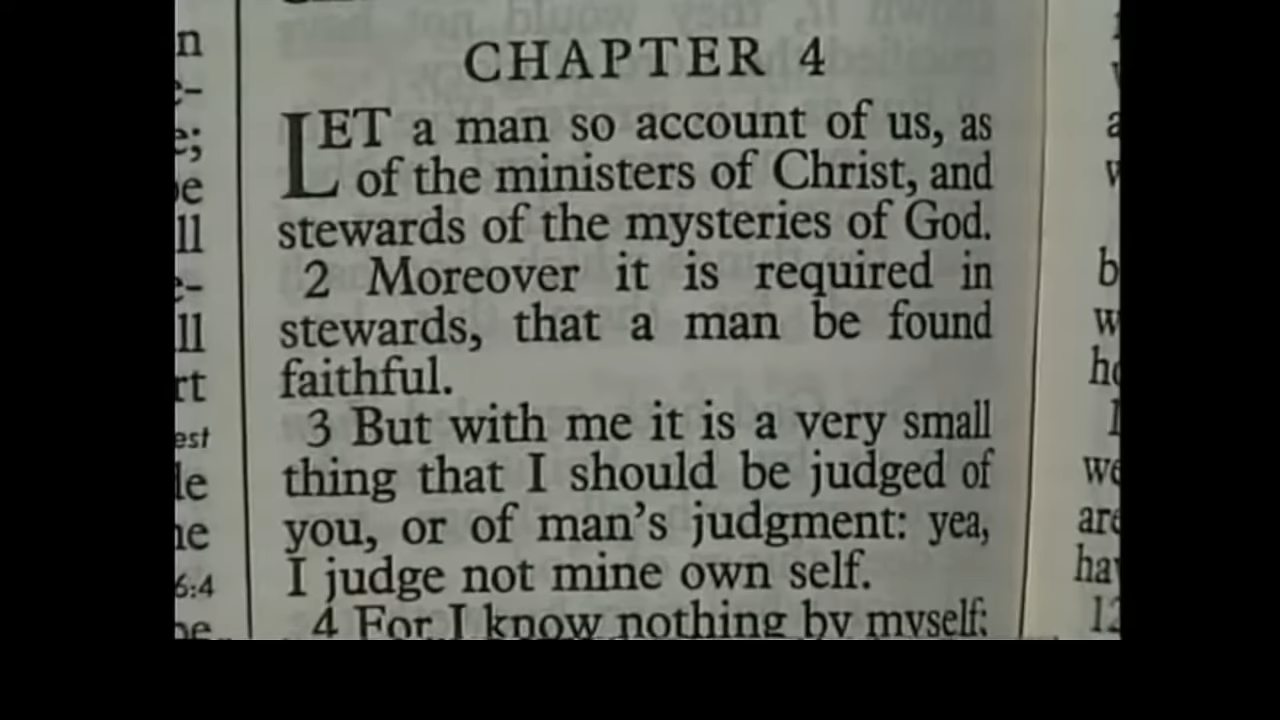 CHAPTER 4
LET a man so account of us, as
of the ministers of Christ, and
stewards of the mysteries of God.
2 Moreover it is required in
stewards, that a man be found
faithful.
3 But with me it is a very small
thing that I should be judged of
you, or of man's judgment: yea,
I judge not mine own self.
4 For I know nothing by myself;